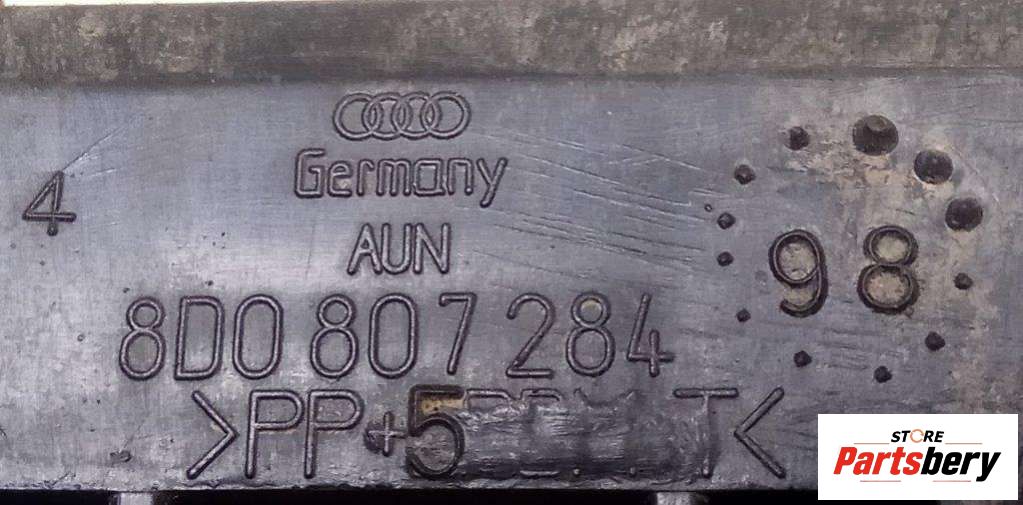 Germany
4
AUN
98
8D0 807 284
>PP+5
STORE
Partsbery